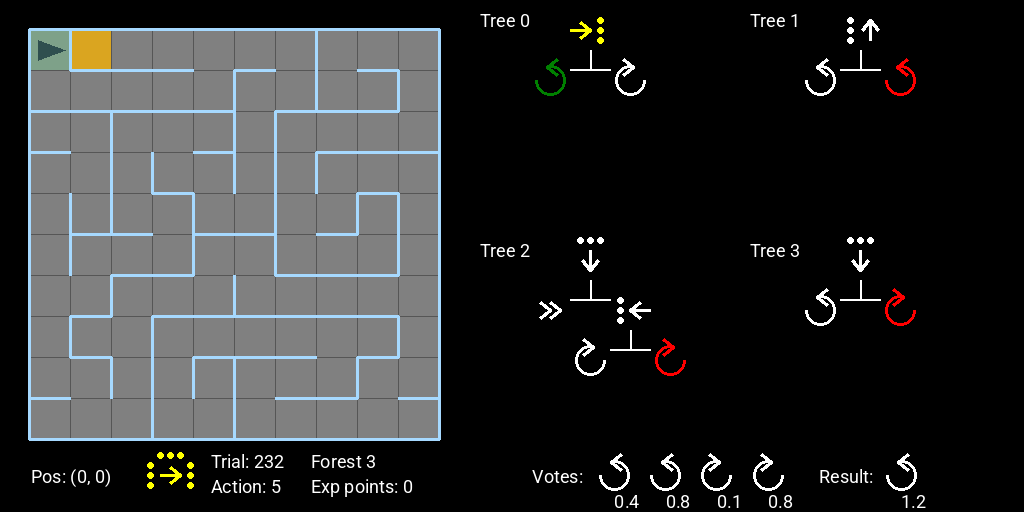 Tree 0
Tree 1
Tree 2
Tree 3
Pos: (0, 0)
Trial: 232
Forest 3
Action: 5
Exp points: 0
Votes:
0.4
0.8
0.1
0.8
Result:
1.2